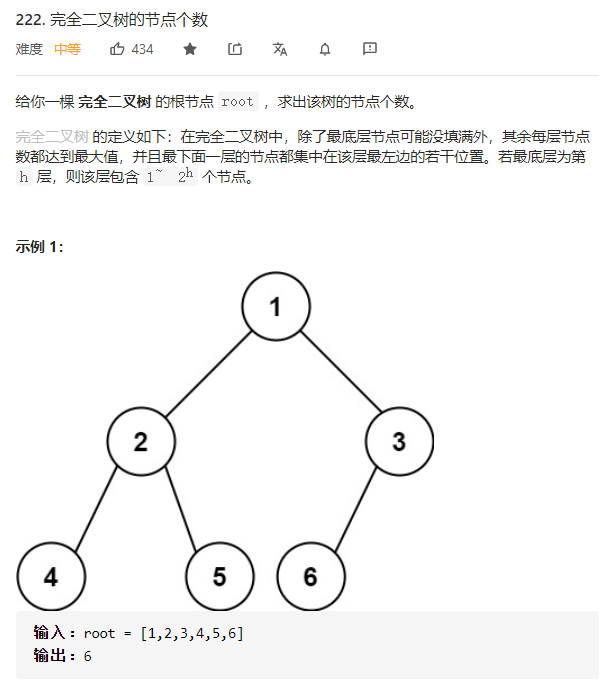 222. 完全二叉树的节点个数
难度 中等 434
给你一棵 完全二叉树 的根节点 root ，求出该树的节点个数。
完全二叉树 的定义如下：在完全二叉树中，除了最底层节点可能没填满外，其余每层节点
数都达到最大值，并且最下面一层的节点都集中在该层最左边的若干位置。若最底层为第
h 层，则该层包含 1~ 2ʰ 个节点。
示例 1：
1
2 3
4 5 6
输入：root = [1,2,3,4,5,6]
输出：6